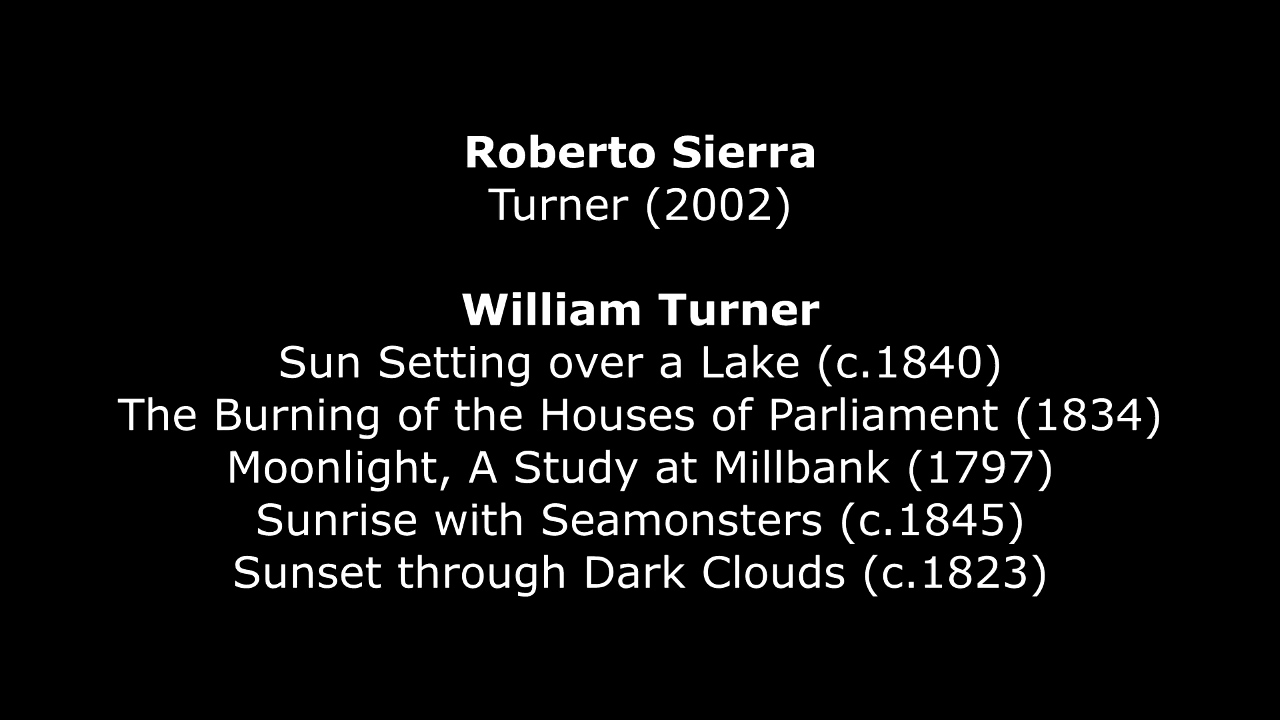 Roberto Sierra
Turner (2002)
William Turner
Sun Setting over a Lake (c.1840)
The Burning of the Houses of Parliament (1834)
Moonlight, A Study at Millbank (1797)
Sunrise with Seamonsters (c.1845)
Sunset through Dark Clouds (c.1823)